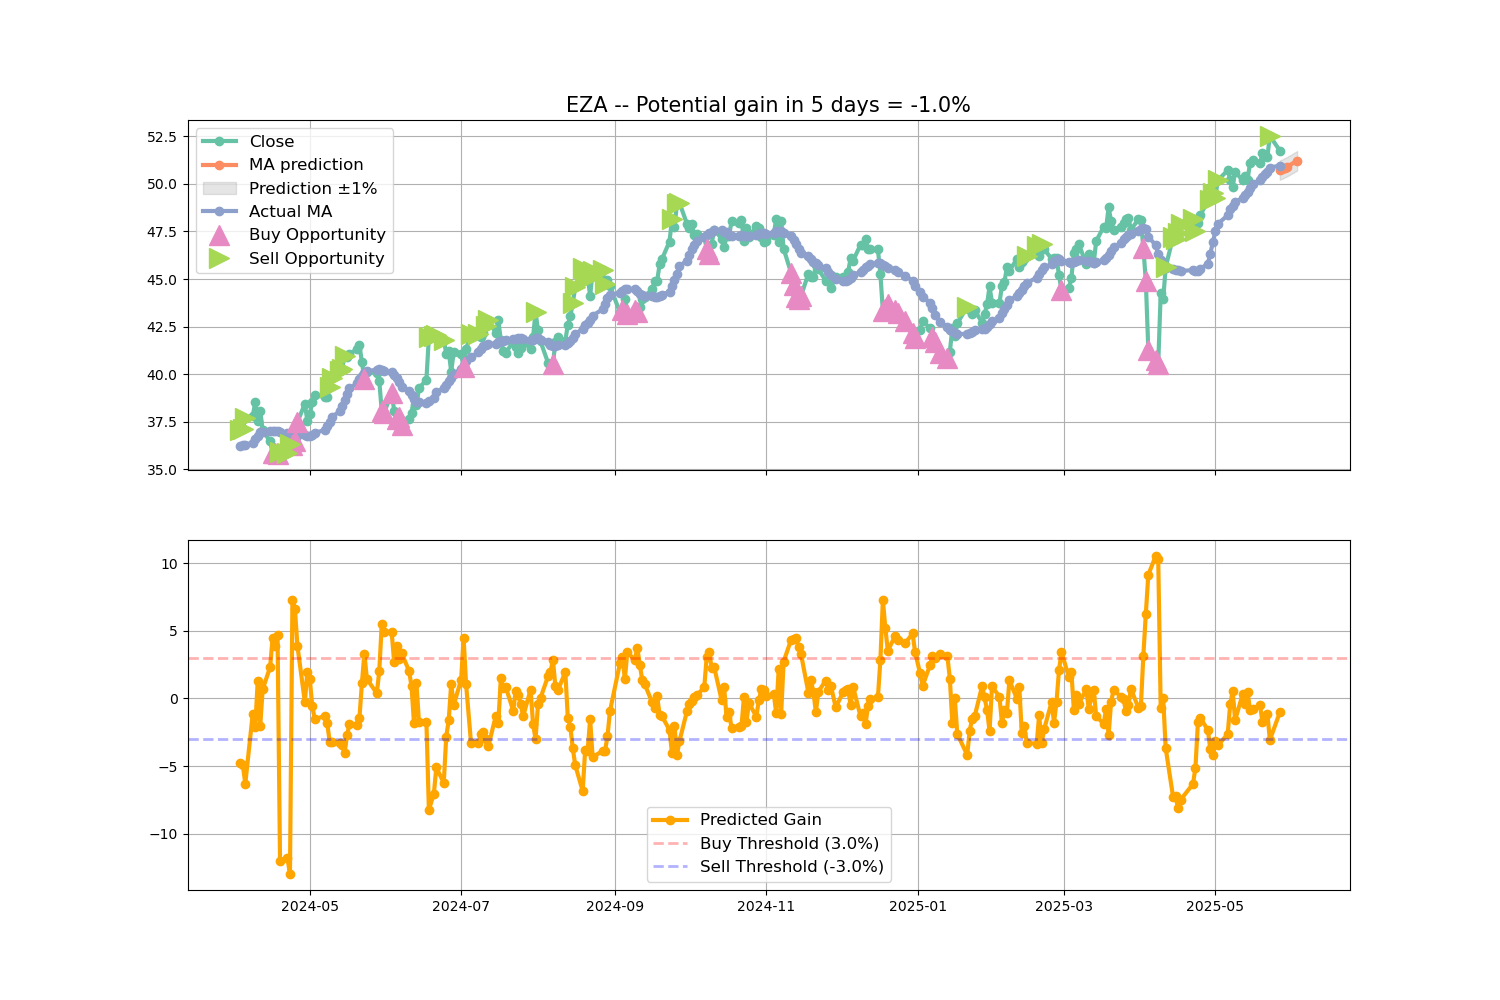 EZA -- Potential gain in 5 days = -1.0%
52.5
50.0
47.5
45.0
42.5
40.0
37.5
35.0
Close
MA prediction
Prediction ±1%
Actual MA
Buy Opportunity
Sell Opportunity
10
5
0
−5
−10
Predicted Gain
Buy Threshold (3.0%)
Sell Threshold (-3.0%)
2024-05
2024-07
2024-09
2024-11
2025-01
2025-03
2025-05